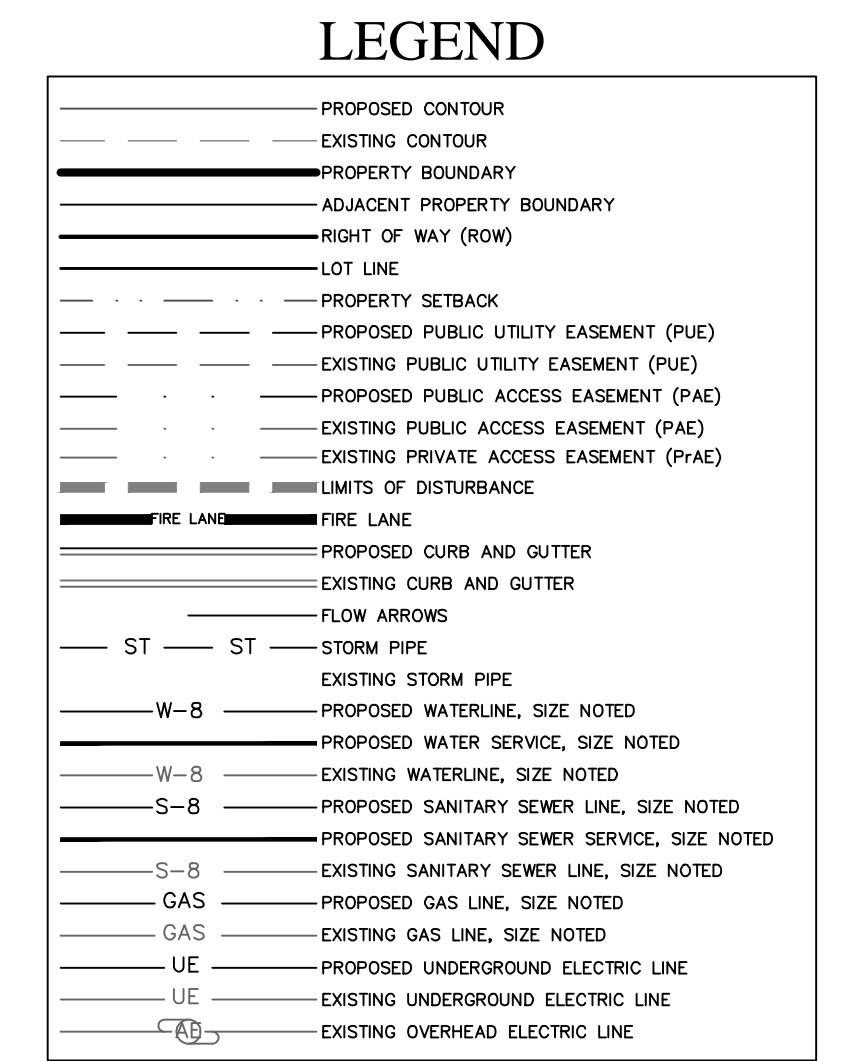 LEGEND
PROPOSED CONTOUR
EXISTING CONTOUR
PROPERTY BOUNDARY
ADJACENT PROPERTY BOUNDARY
RIGHT OF WAY (ROW)
LOT LINE
PROPERTY SETBACK
PROPOSED PUBLIC UTILITY EASEMENT (PUE)
EXISTING PUBLIC UTILITY EASEMENT (PUE)
PROPOSED PUBLIC ACCESS EASEMENT (PAE)
EXISTING PUBLIC ACCESS EASEMENT (PAE)
EXISTING PRIVATE ACCESS EASEMENT (PrAE)
LIMITS OF DISTURBANCE
FIRE LANE FIRE LANE
PROPOSED CURB AND GUTTER
EXISTING CURB AND GUTTER
FLOW ARROWS
ST ST STORM PIPE
EXISTING STORM PIPE
W-8 PROPOSED WATERLINE, SIZE NOTED
PROPOSED WATER SERVICE, SIZE NOTED
W-8 EXISTING WATERLINE, SIZE NOTED
S-8 PROPOSED SANITARY SEWER LINE, SIZE NOTED
PROPOSED SANITARY SEWER SERVICE, SIZE NOTED
S-8 EXISTING SANITARY SEWER LINE, SIZE NOTED
GAS PROPOSED GAS LINE, SIZE NOTED
GAS EXISTING GAS LINE, SIZE NOTED
UE PROPOSED UNDERGROUND ELECTRIC LINE
UE EXISTING UNDERGROUND ELECTRIC LINE
AE EXISTING OVERHEAD ELECTRIC LINE